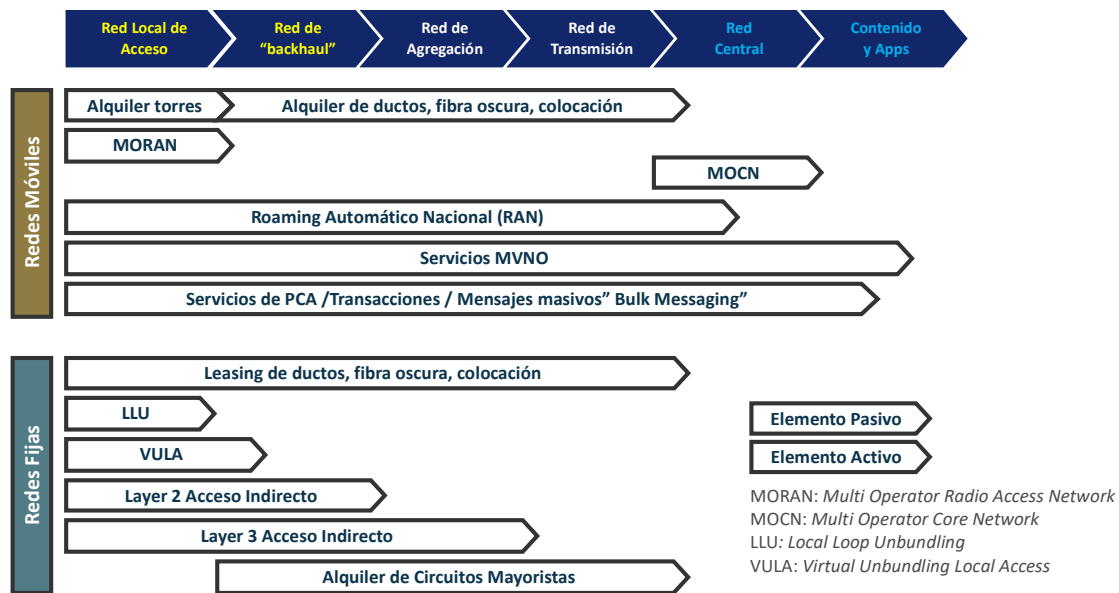 Red Local de
Acceso
Red de
“backhaul”
Red de
Agregación
Red de
Transmisión
Red
Central
Contenido
y Apps
Redes Móviles
Alquiler torres
Alquiler de ductos, fibra oscura, colocación
MORAN
MOCN
Roaming Automático Nacional (RAN)
Servicios MVNO
Servicios de PCA /Transacciones / Mensajes masivos” Bulk Messaging”
Redes Fijas
Leasing de ductos, fibra oscura, colocación
LLU
VULA
Layer 2 Acceso Indirecto
Layer 3 Acceso Indirecto
Alquiler de Circuitos Mayoristas
Elemento Pasivo
Elemento Activo
MORAN: Multi Operator Radio Access Network
MOCN: Multi Operator Core Network
LLU: Local Loop Unbundling
VULA: Virtual Unbundling Local Access